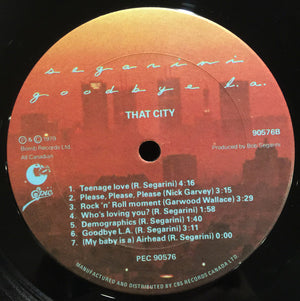 segarini
goodbye l.a.
THAT CITY
© ℗ 1979
Bomb Records Ltd.
All Canadian
90576B
Produced by Bob Segarini
Epic
1. Teenage love (R. Segarini) 4:16
2. Please, Please, Please (Nick Garvey) 3:15
3. Rock 'n' Roll moment (Garwood Wallace) 3:29
4. Who's loving you? (R. Segarini) 1:58
5. Demographics (R. Segarini) 1:40
6. Goodbye L.A. (R. Segarini) 3:11
7. (My baby is a) Airhead (R. Segarini) 0:00
PEC 90576
MANUFACTURED AND DISTRIBUTED BY CBS RECORDS CANADA LTD.